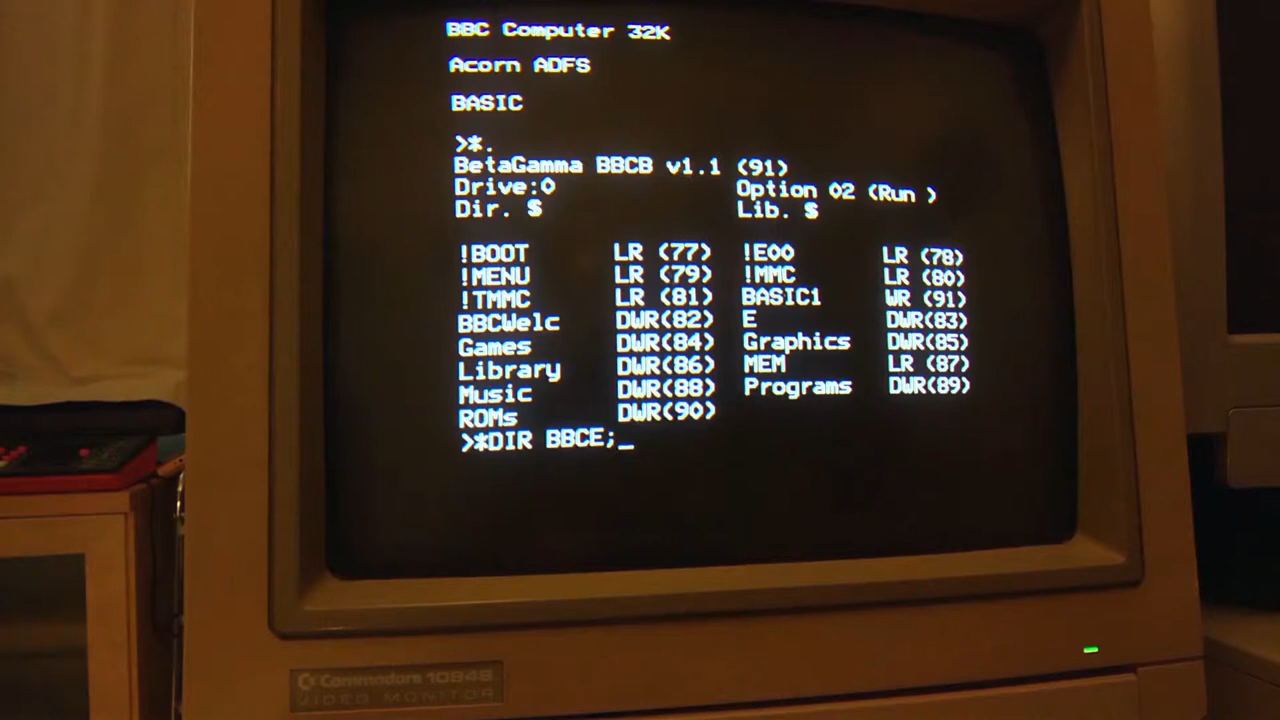 BBC Computer 32K
Acorn ADFS
BASIC
>*.
BetaGamma BBCB v1.1 (91)
Drive:0 Option 02 (Run )
Dir. $ Lib. $
!BOOT LR (77) !E00 LR (78)
!MENU LR (79) !MMC LR (80)
!TMMC LR (81) BASIC1 WR (91)
BBCWelc DWR(82) E DWR(83)
Games DWR(84) Graphics DWR(85)
Library DWR(86) MEM LR (87)
Music DWR(88) Programs DWR(89)
ROMs DWR(90)
>*DIR BBCE;_
Commodore 1084S
VIDEO MONITOR